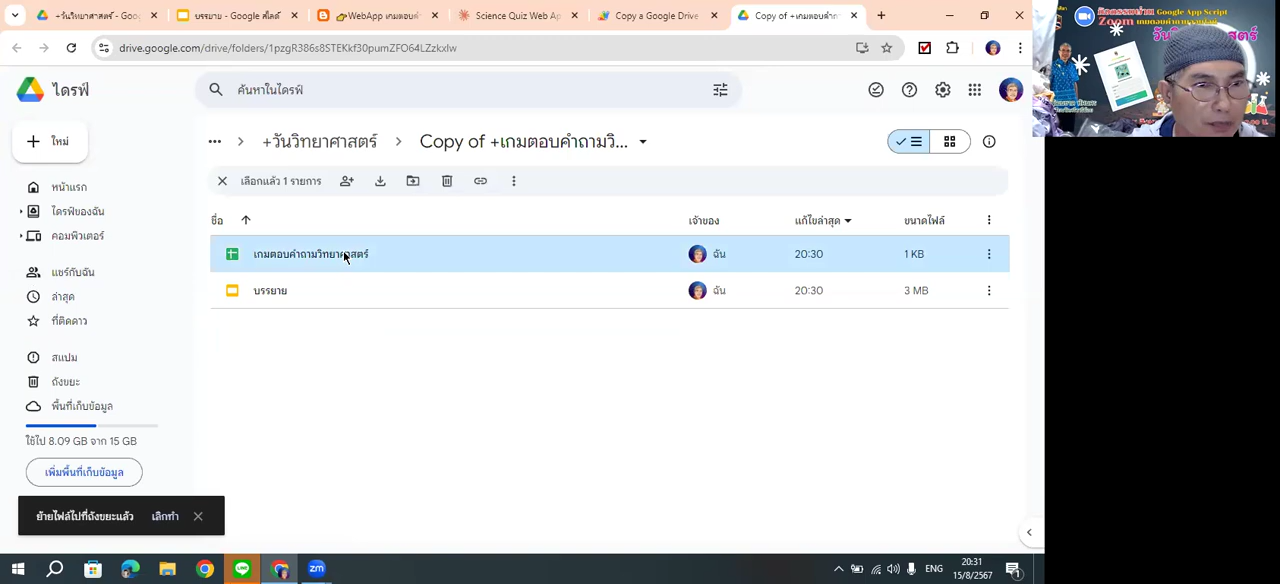 +วันวิทยาศาสตร์ - Goog
บรรยาย - Google สไลด์
👉WebApp เกมตอบคำ
Science Quiz Web Ap
Copy a Google Drive
Copy of +เกมตอบคำถา
drive.google.com/drive/folders/1pzgR386s8STEKkf30pumZFO64LZzkxlw
Google App Script
Zoom
ไดรฟ์
ค้นหาในไดรฟ์
ใหม่
+วันวิทยาศาสตร์
Copy of +เกมตอบคำถามวิ...
เลือกแล้ว 1 รายการ
หน้าแรก
ไดรฟ์ของฉัน
คอมพิวเตอร์
แชร์กับฉัน
ล่าสุด
ที่ติดดาว
สแปม
ถังขยะ
พื้นที่เก็บข้อมูล
ใช้ไป 8.09 GB จาก 15 GB
เพิ่มพื้นที่เก็บข้อมูล
ชื่อ
เจ้าของ
แก้ไขล่าสุด
ขนาดไฟล์
เกมตอบคำถามวิทยาศาสตร์
ฉัน
20:30
1 KB
บรรยาย
ฉัน
20:30
3 MB
ย้ายไฟล์ไปที่ถังขยะแล้ว
เลิกทำ
zm
ENG
20:31
15/8/2567